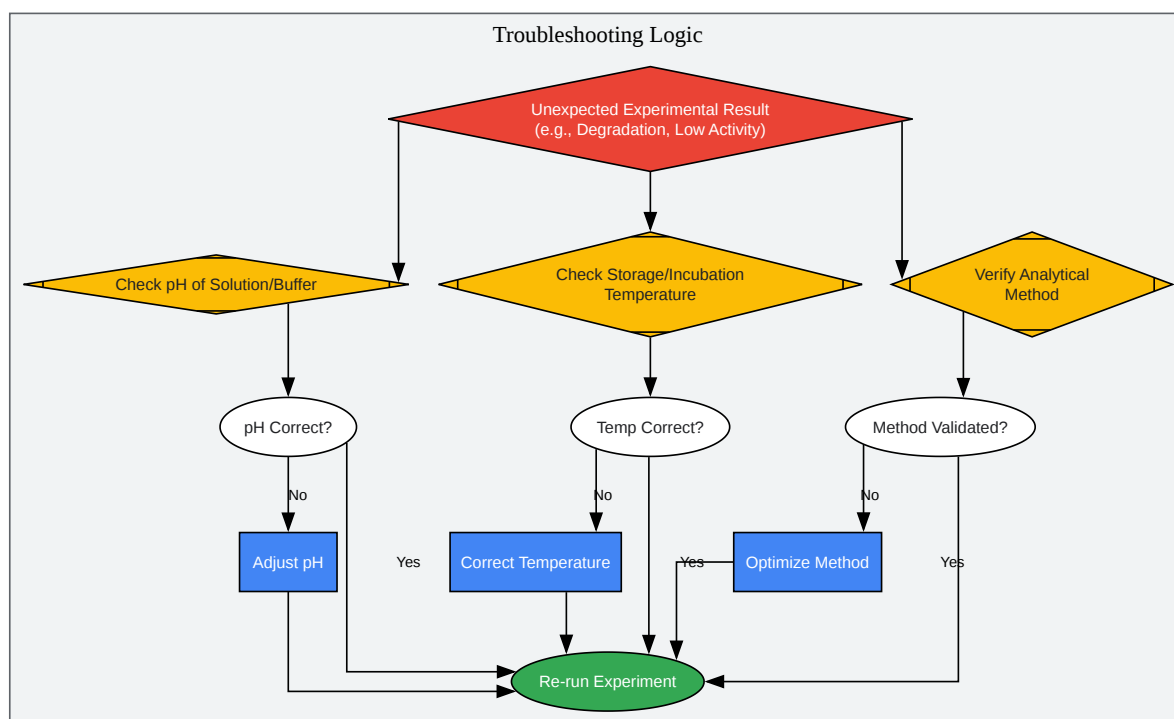 Troubleshooting Logic
Unexpected Experimental Result
(e.g., Degradation, Low Activity)
Check pH of Solution/Buffer
Check Storage/Incubation
Temperature
Verify Analytical
Method
pH Correct?
Temp Correct?
Method Validated?
No
No
No
Adjust pH
Yes
Correct Temperature
Yes
Optimize Method
Yes
Re-run Experiment